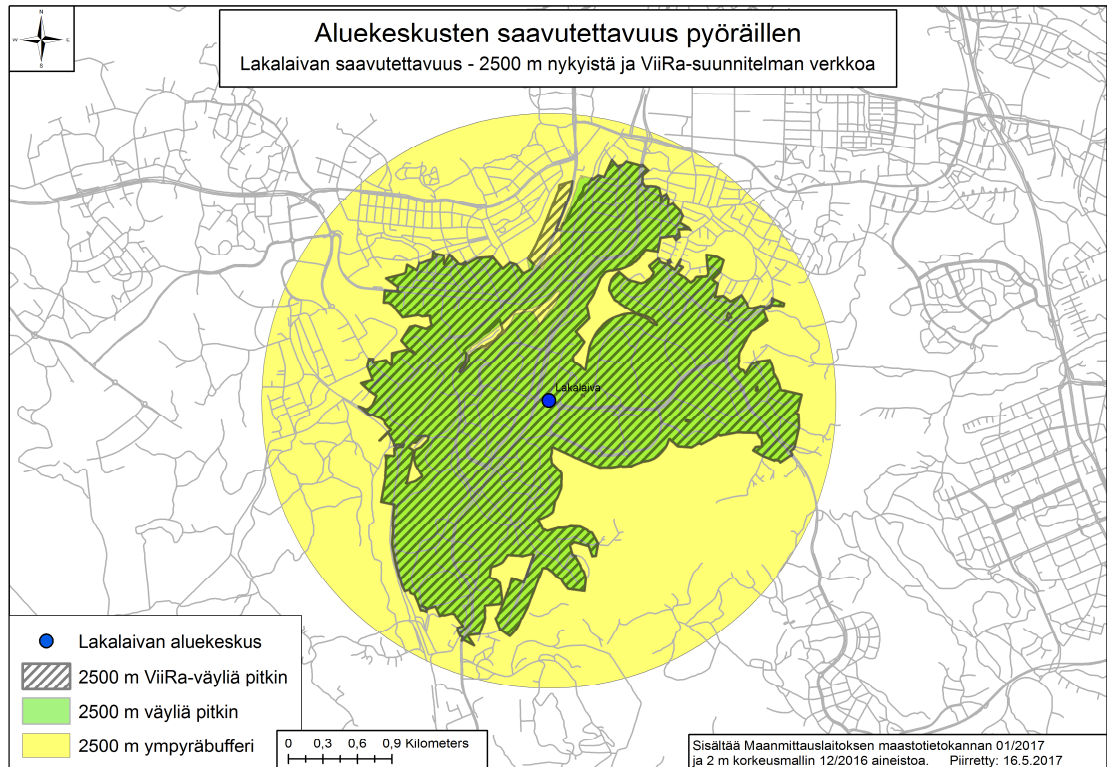 N
W E
S
Aluekeskusten saavutettavuus pyöräillen
Lakalaivan saavutettavuus - 2500 m nykyistä ja ViiRa-suunnitelman verkkoa
Lakalaiva
Lakalaivan aluekeskus
2500 m ViiRa-väyliä pitkin
2500 m väyliä pitkin
2500 m ympyräbufferi
0 0,3 0,6 0,9 Kilometers
Sisältää Maanmittauslaitoksen maastotietokannan 01/2017
ja 2 m korkeusmallin 12/2016 aineistoa. Piirretty: 16.5.2017